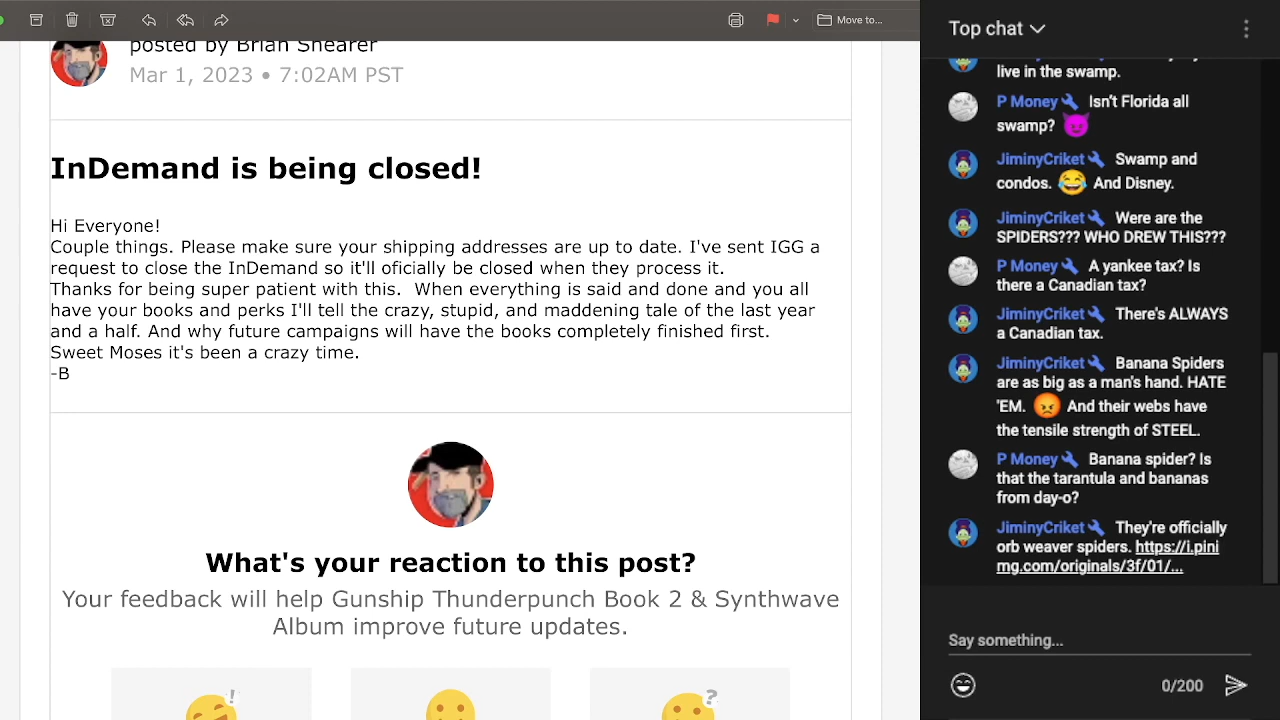 Move to...
posted by Brian Shearer
Mar 1, 2023 • 7:02AM PST
InDemand is being closed!
Hi Everyone!
Couple things. Please make sure your shipping addresses are up to date. I've sent IGG a
request to close the InDemand so it'll oficially be closed when they process it.
Thanks for being super patient with this.  When everything is said and done and you all
have your books and perks I'll tell the crazy, stupid, and maddening tale of the last year
and a half. And why future campaigns will have the books completely finished first.
Sweet Moses it's been a crazy time.
-B
What's your reaction to this post?
Your feedback will help Gunship Thunderpunch Book 2 & Synthwave
Album improve future updates.
!
?
Top chat
live in the swamp.
P Money Isn't Florida all
swamp? 😈
JiminyCriket Swamp and
condos. 😂 And Disney.
JiminyCriket Were are the
SPIDERS??? WHO DREW THIS???
P Money A yankee tax? Is
there a Canadian tax?
JiminyCriket There's ALWAYS
a Canadian tax.
JiminyCriket Banana Spiders
are as big as a man's hand. HATE
'EM. 😡 And their webs have
the tensile strength of STEEL.
P Money Banana spider? Is
that the tarantula and bananas
from day-o?
JiminyCriket They're officially
orb weaver spiders. https://i.pini
mg.com/originals/3f/01/...
Say something...
0/200